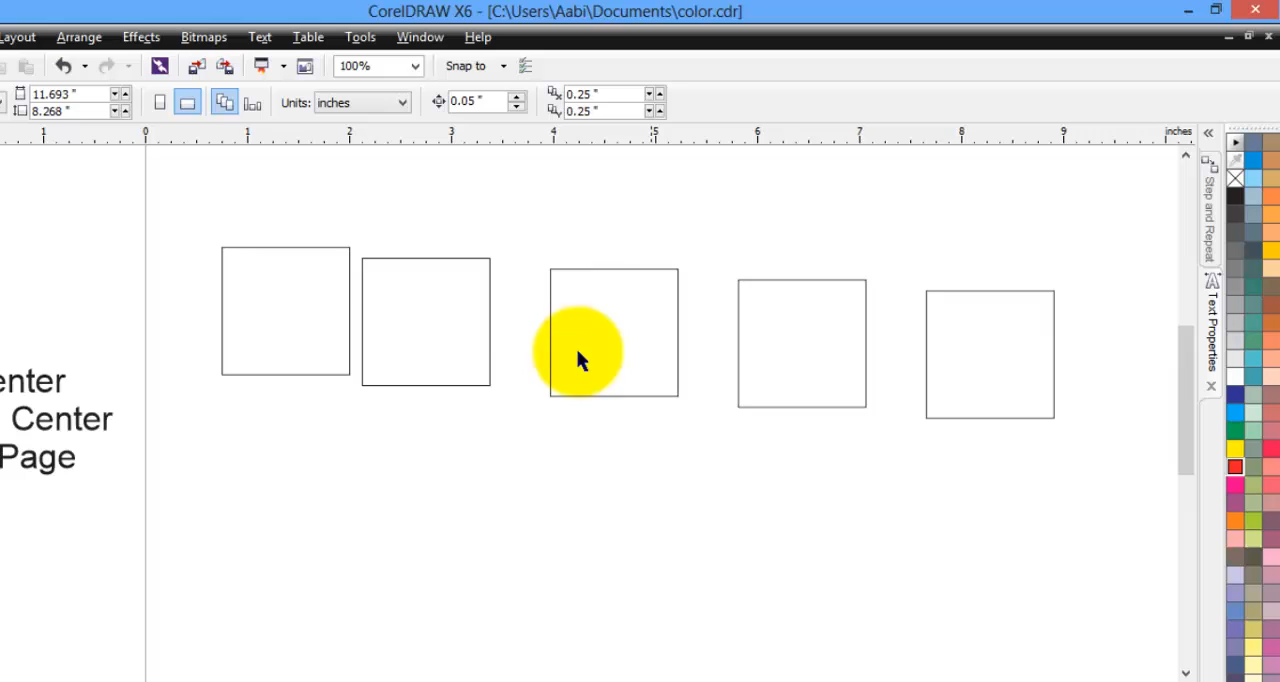 CorelDRAW X6 - [C:\Users\Aabi\Documents\color.cdr]
Layout Arrange Effects Bitmaps Text Table Tools Window Help
100% Snap to
11.693 " Units: inches 0.05 " 0.25 "
8.268 " 0.25 "
1 0 1 2 3 4 5 6 7 8 9 inches
Step and Repeat
Text Properties
enter
Center
Page